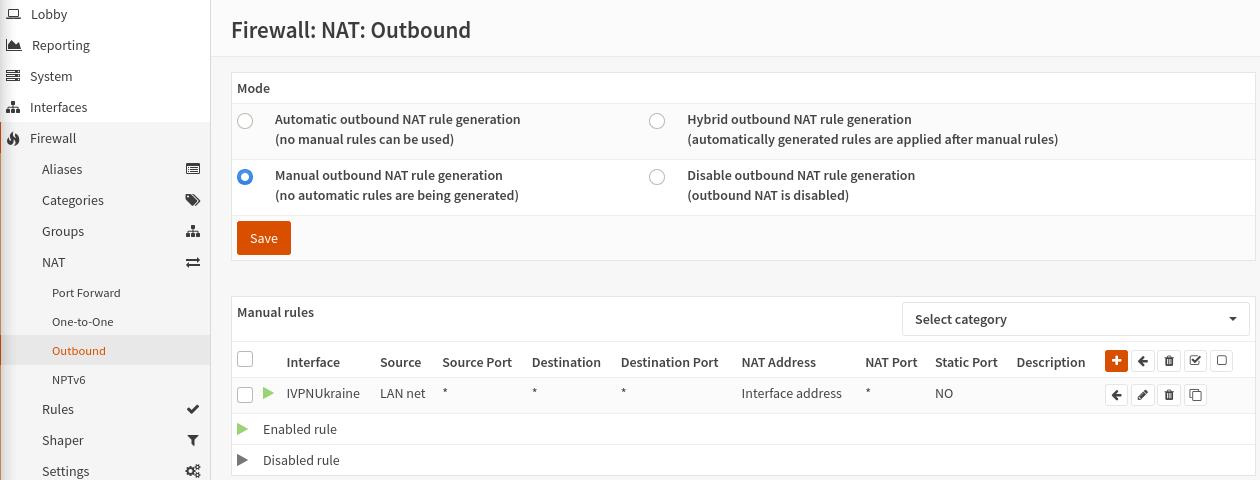 Lobby
Reporting
System
Interfaces
Firewall
Aliases
Categories
Groups
NAT
Port Forward
One-to-One
Outbound
NPTv6
Rules
Shaper
Settings
Firewall: NAT: Outbound
Mode
Automatic outbound NAT rule generation
(no manual rules can be used)
Hybrid outbound NAT rule generation
(automatically generated rules are applied after manual rules)
Manual outbound NAT rule generation
(no automatic rules are being generated)
Disable outbound NAT rule generation
(outbound NAT is disabled)
Save
Manual rules
Select category
Interface Source Source Port Destination Destination Port NAT Address NAT Port Static Port Description
IVPNUkraine LAN net * * * Interface address * NO
Enabled rule
Disabled rule